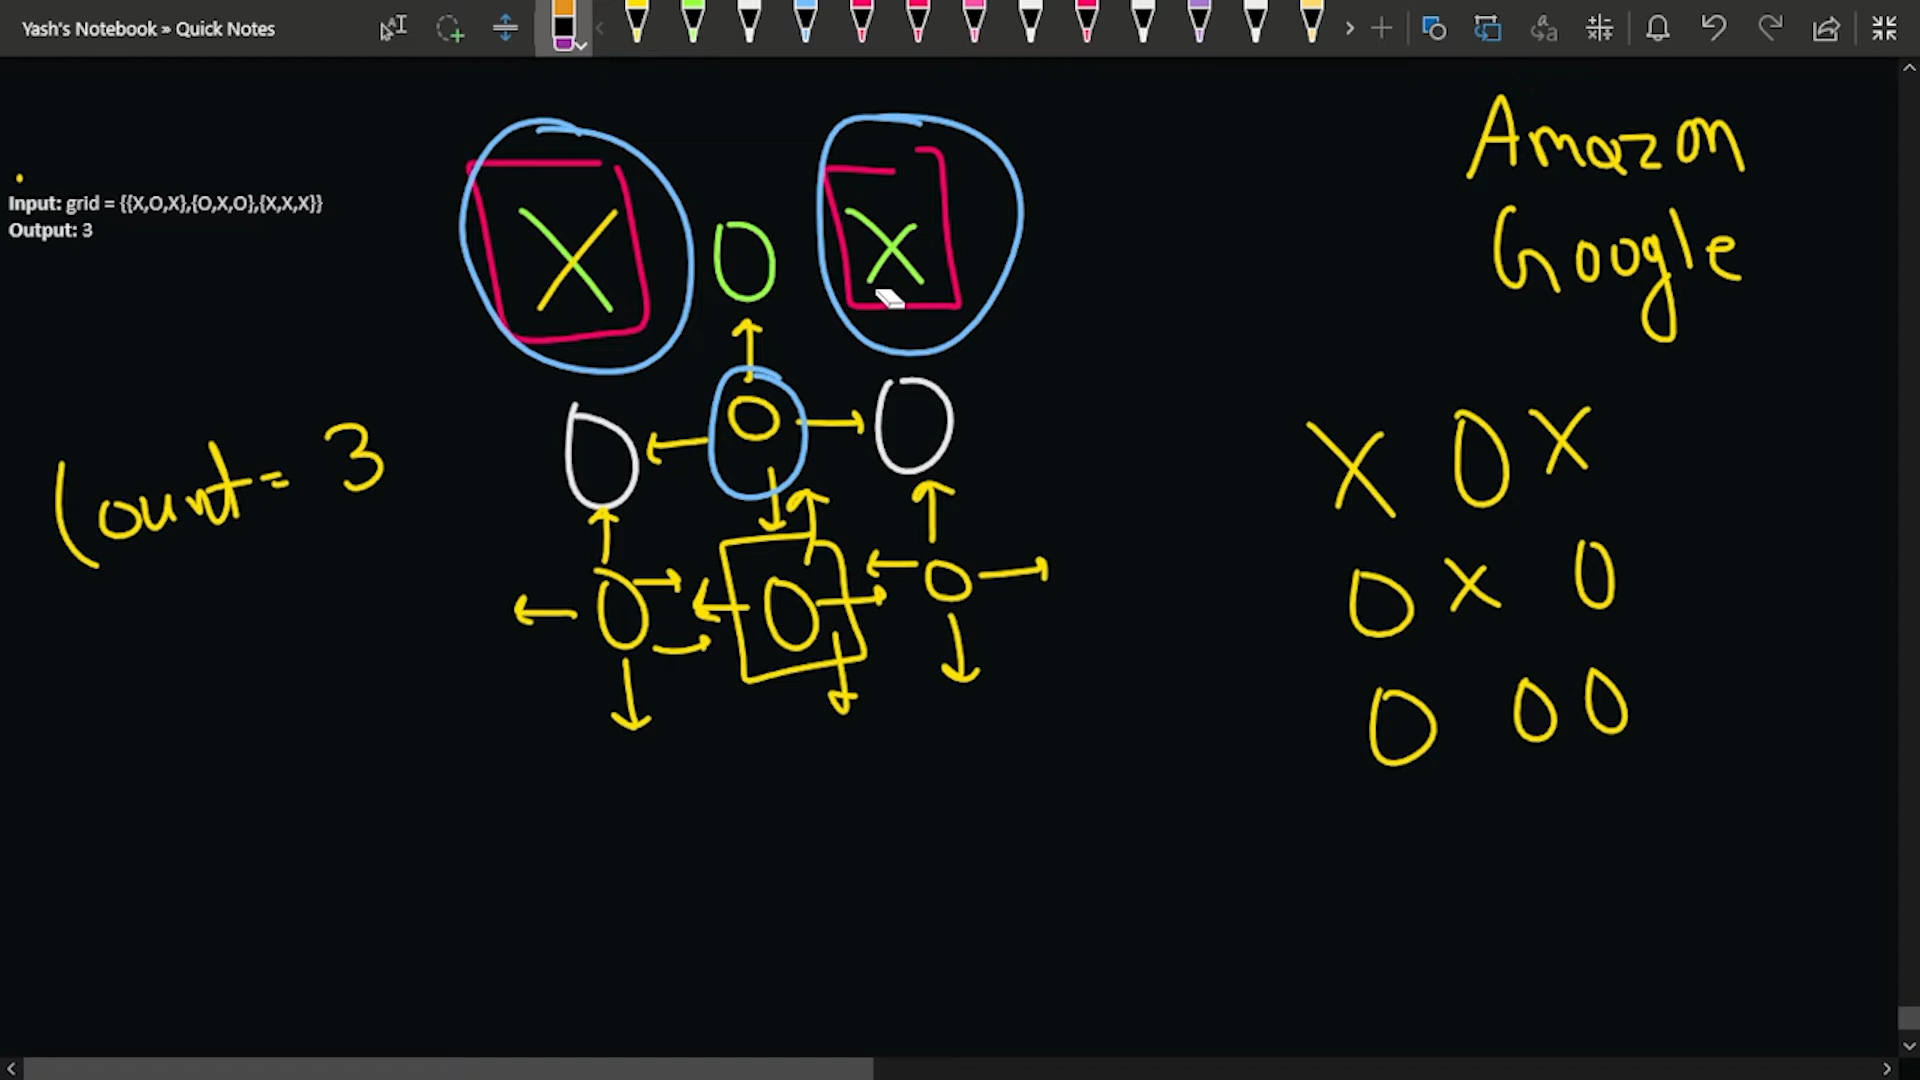 Yash's Notebook » Quick Notes
Input: grid = {{X,O,X},{O,X,O},{X,X,X}}
Output: 3
X O X
O O O
O O O
Count = 3
Amazon
Google
X O X
O X O
O O O